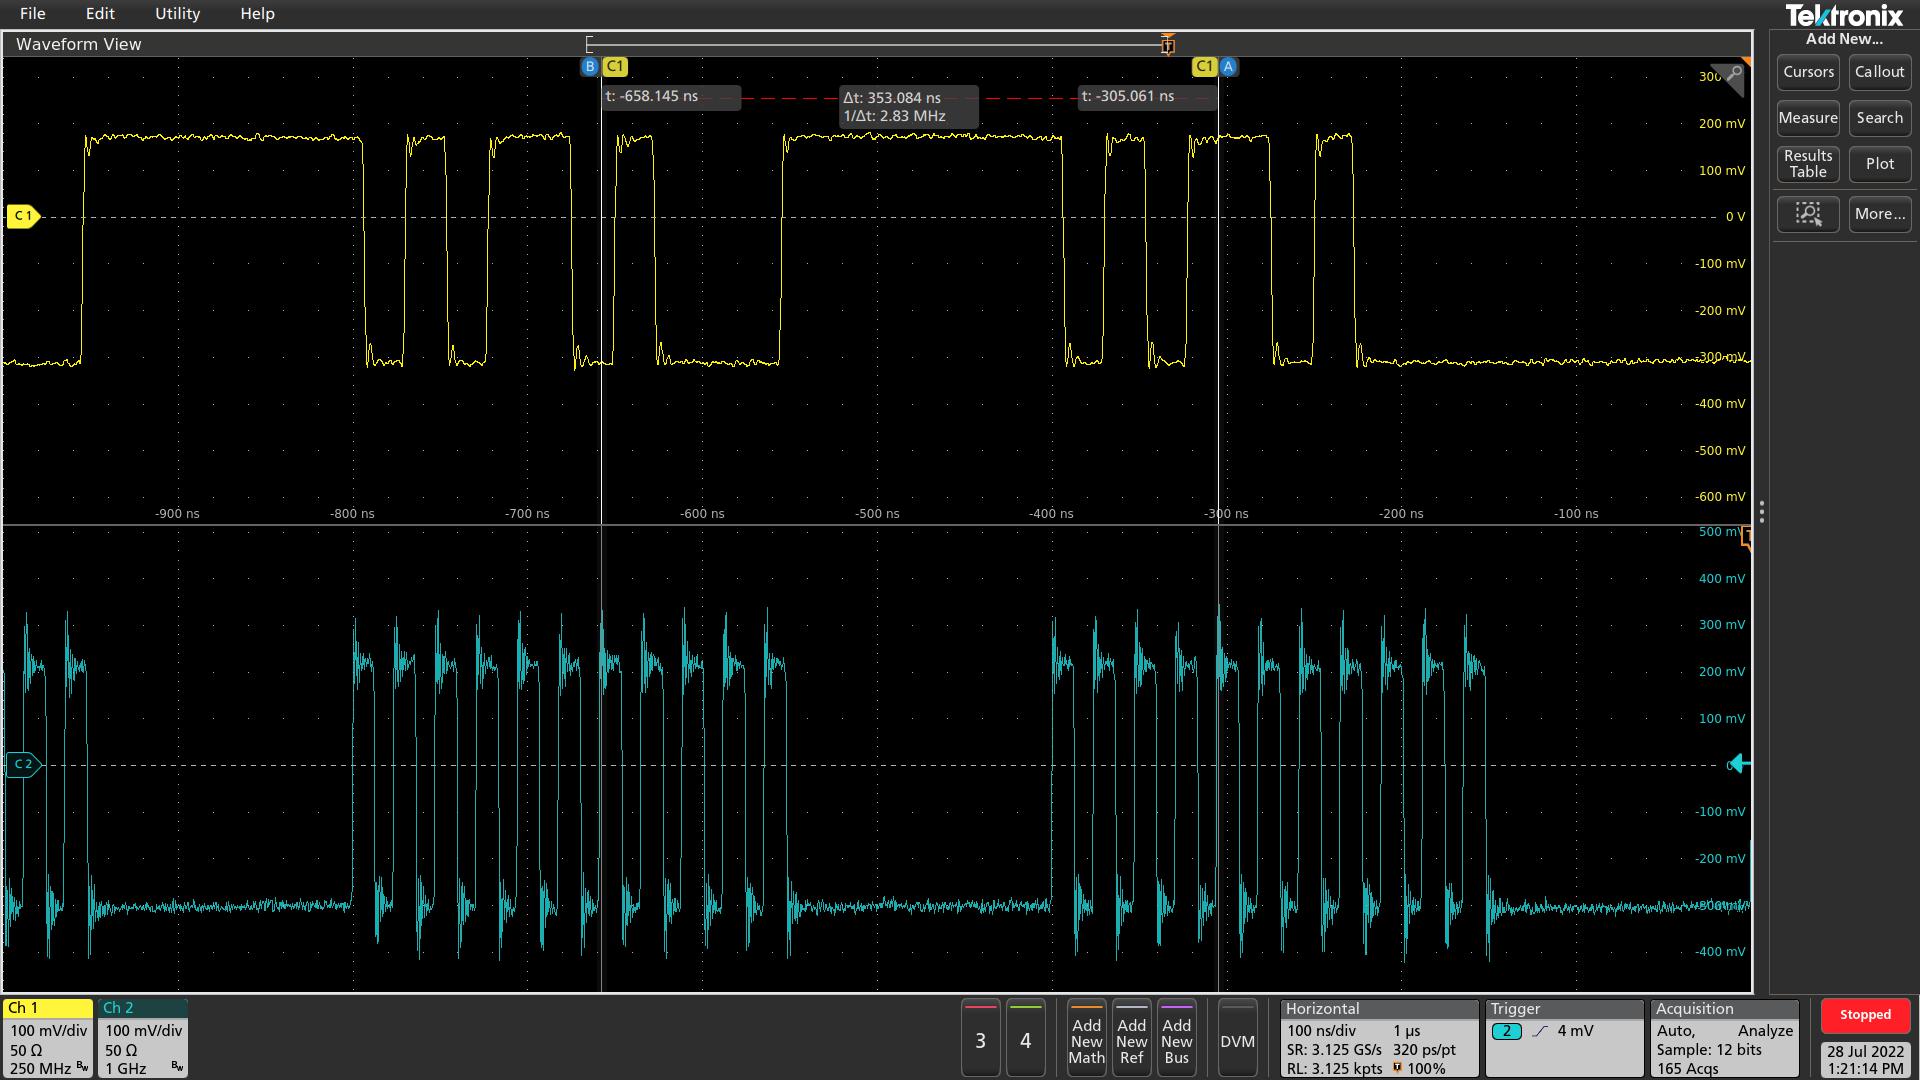 File Edit Utility Help
Tektronix
Waveform View
Add New...
Cursors Callout
Measure Search
Results Table Plot
More...
B C1 C1 A
t: -658.145 ns
Δt: 353.084 ns
1/Δt: 2.83 MHz
t: -305.061 ns
200 mV
100 mV
C 1
0 V
-100 mV
-200 mV
-300 mV
-400 mV
-500 mV
-600 mV
-900 ns -800 ns -700 ns -600 ns -500 ns -400 ns -300 ns -200 ns -100 ns
500 mV
400 mV
300 mV
200 mV
100 mV
C 2
-100 mV
-200 mV
-300 mV
-400 mV
Ch 1
100 mV/div
50 Ω
250 MHz Bw
Ch 2
100 mV/div
50 Ω
1 GHz Bw
3
4
Add New Math
Add New Ref
Add New Bus
DVM
Horizontal
100 ns/div 1 µs
SR: 3.125 GS/s 320 ps/pt
RL: 3.125 kpts T 100%
Trigger
2 4 mV
Acquisition
Auto, Analyze
Sample: 12 bits
165 Acqs
Stopped
28 Jul 2022
1:21:14 PM